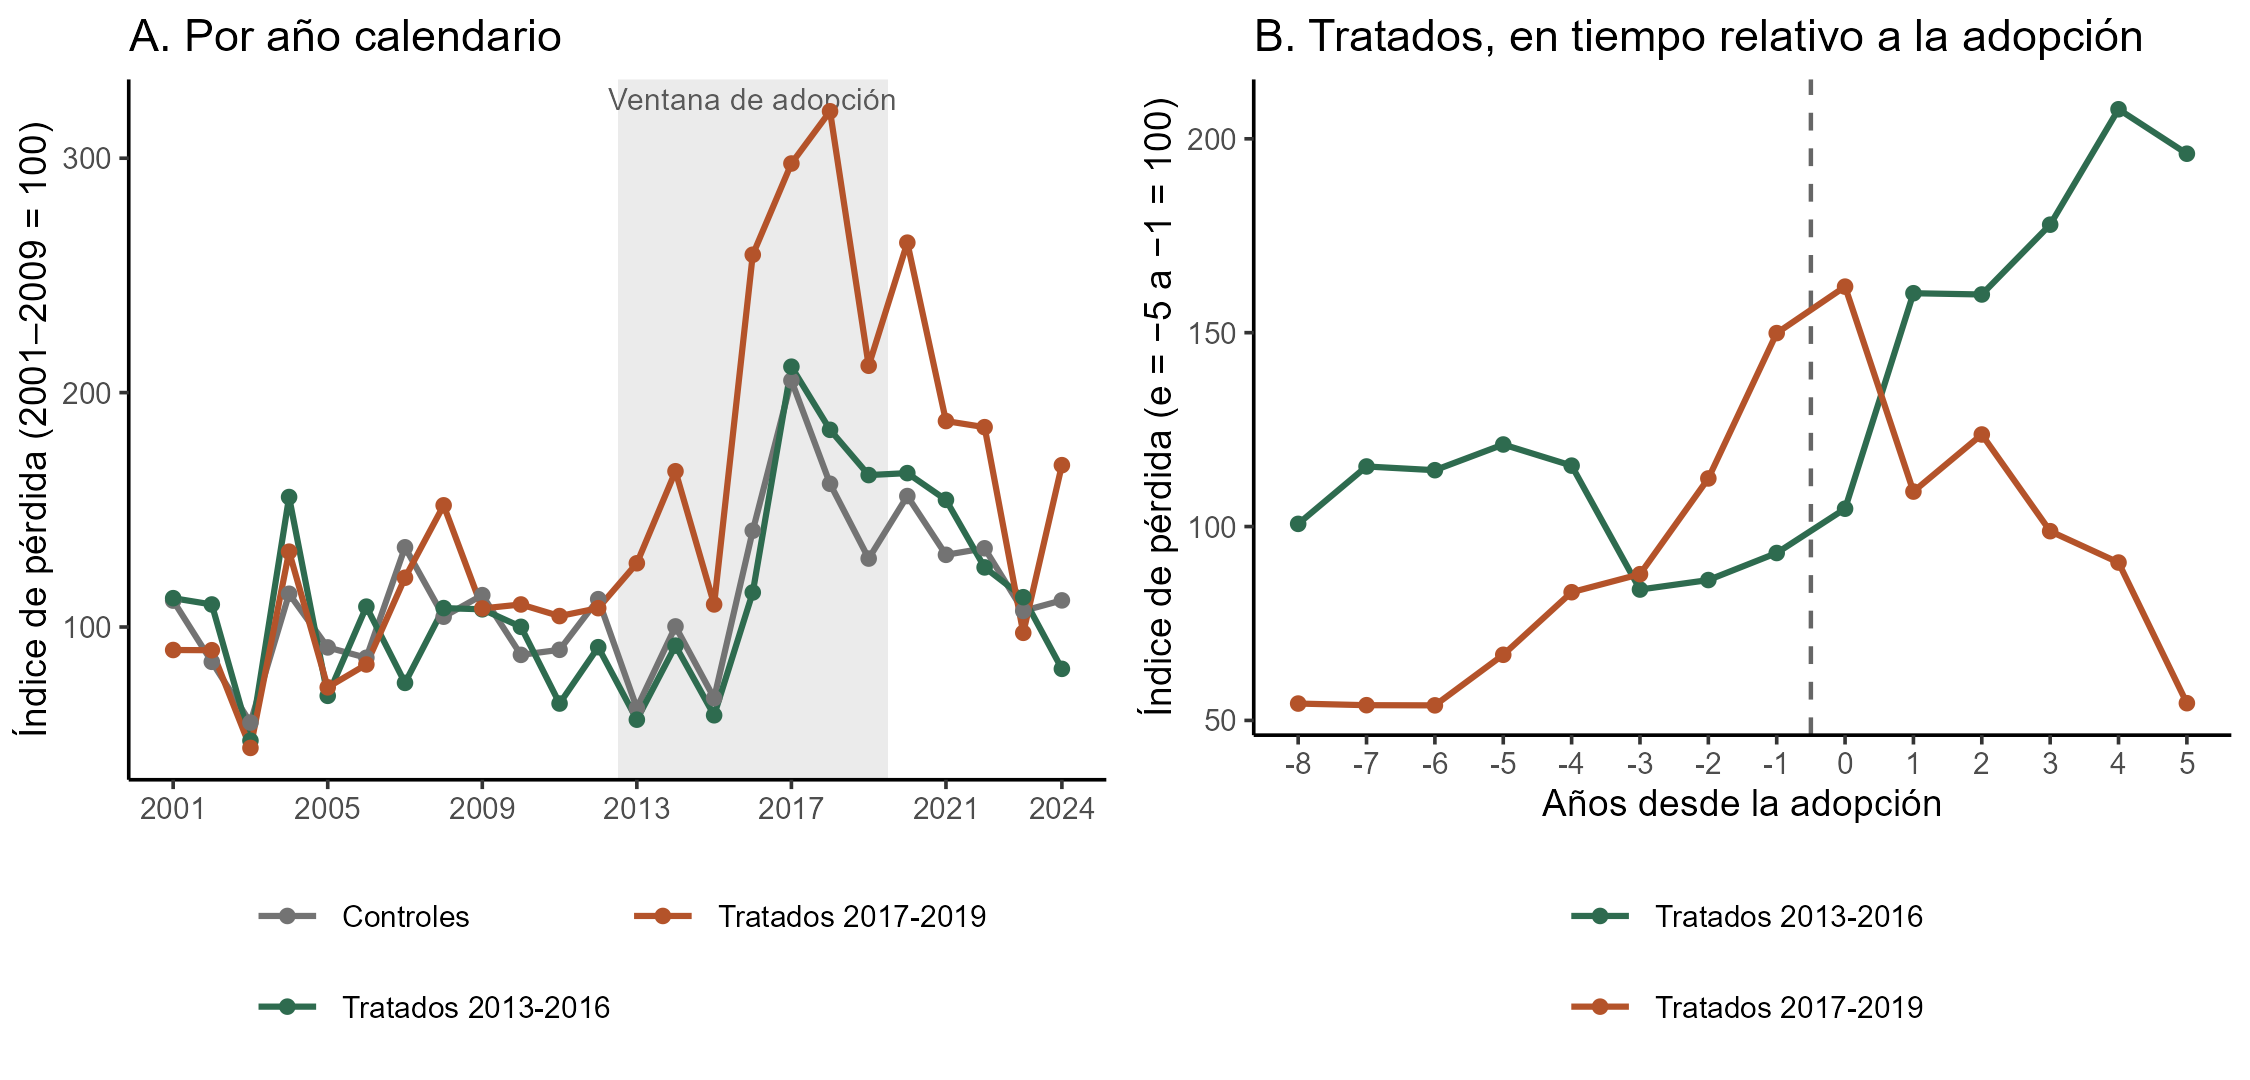 A. Por año calendario
Índice de pérdida (2001–2009 = 100)
300
200
100
Ventana de adopción
2001
2005
2009
2013
2017
2021
2024
Controles
Tratados 2017-2019
Tratados 2013-2016
B. Tratados, en tiempo relativo a la adopción
Índice de pérdida (e = −5 a −1 = 100)
200
150
100
50
-8
-7
-6
-5
-4
-3
-2
-1
0
1
2
3
4
5
Años desde la adopción
Tratados 2013-2016
Tratados 2017-2019